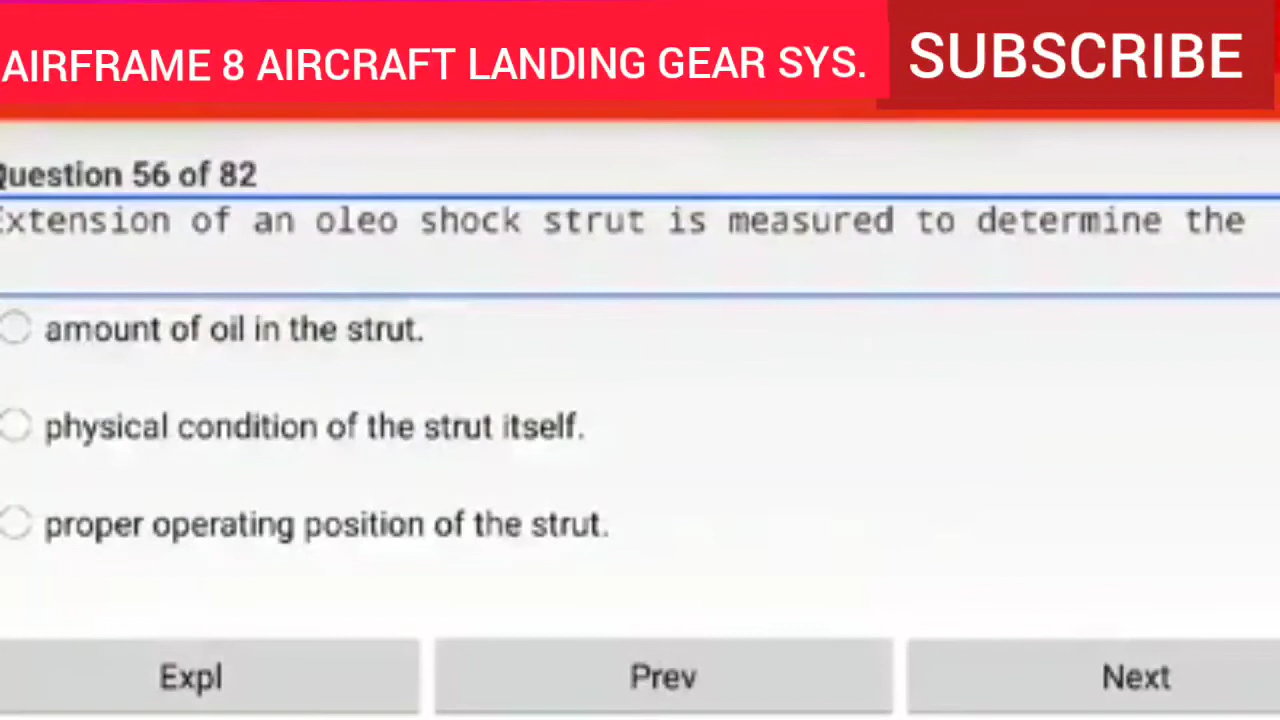 AIRFRAME 8 AIRCRAFT LANDING GEAR SYS. SUBSCRIBE
Question 56 of 82
Extension of an oleo shock strut is measured to determine the
amount of oil in the strut.
physical condition of the strut itself.
proper operating position of the strut.
Expl Prev Next